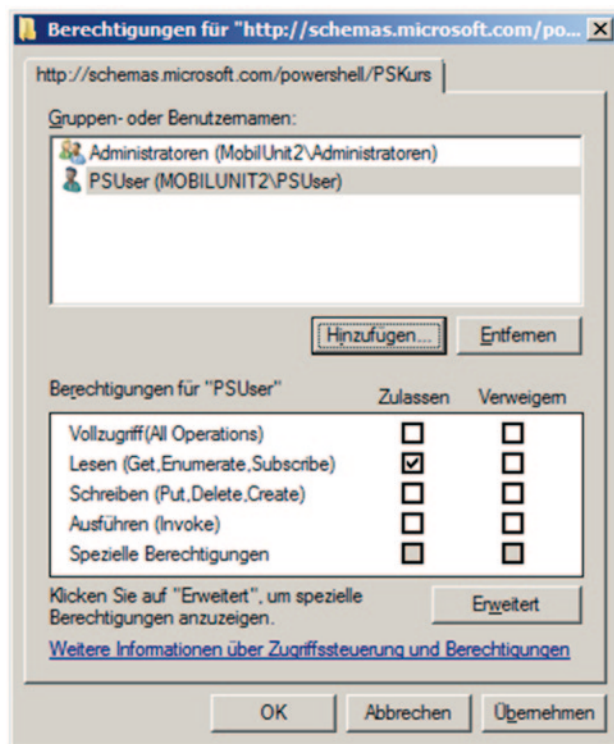 Berechtigungen für "http://schemas.microsoft.com/po...
http://schemas.microsoft.com/powershell/PSKurs
Gruppen- oder Benutzernamen:
Administratoren (MobilUnit2\Administratoren)
PSUser (MOBILUNIT2\PSUser)
Hinzufügen... Entfernen
Berechtigungen für "PSUser" Zulassen Verweigern
Vollzugriff(All Operations)
Lesen (Get,Enumerate,Subscribe)
Schreiben (Put,Delete,Create)
Ausführen (Invoke)
Spezielle Berechtigungen
Klicken Sie auf "Erweitert", um spezielle
Berechtigungen anzuzeigen.
Erweitert
Weitere Informationen über Zugriffssteuerung und Berechtigungen
OK Abbrechen Übernehmen